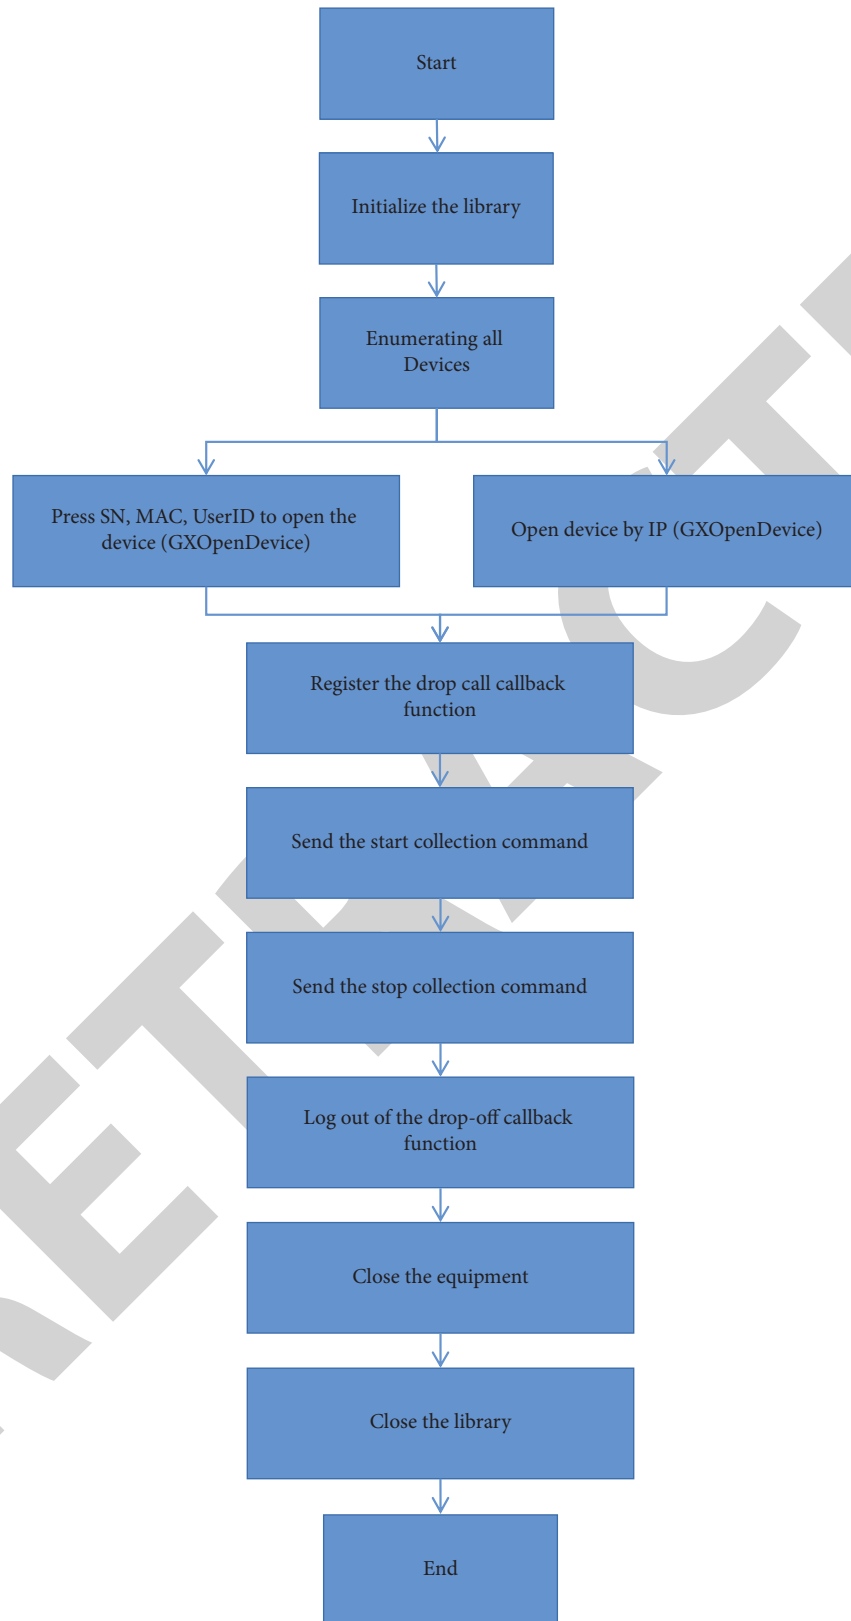 Start
Initialize the library
Enumerating all
Devices
Press SN, MAC, UserID to open the
device (GXOpenDevice)
Open device by IP (GXOpenDevice)
Register the drop call callback
function
Send the start collection command
Send the stop collection command
Log out of the drop-off callback
function
Close the equipment
Close the library
End
RETRACT